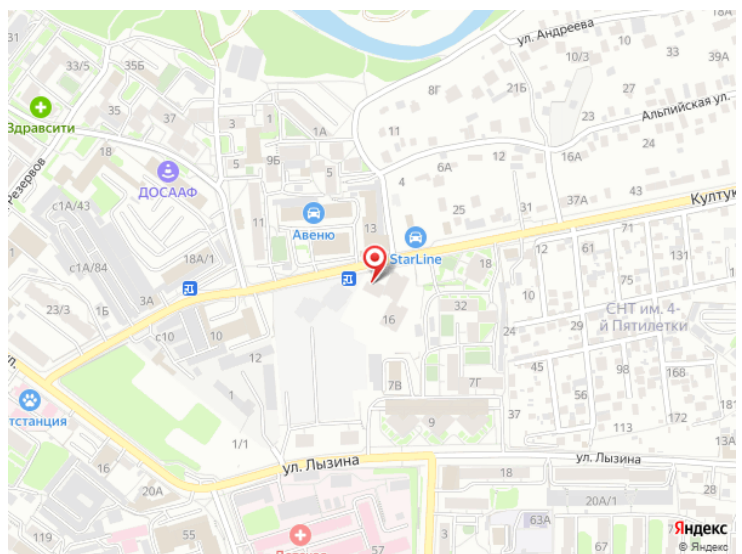 31
35Б
ул. Андреева
10
18А
33/5
10/3
39А
35
37
3
1
8Г
21Б
23
27
Здравсити
1А
11
Альпийская ул.
18
9Б
5
5
12
16А
24
Резервов
ДОСААФ
6А
4
с1А/43
25
31
37А
43
11
13
Култук
Авеню
18А/1
StarLine
с1А/84
18
12
71
131
61
75
3А
23/3
1Б
32
10
СНТ им. 4-
й Пятилетки
16
24
с10
10
45
98
12
7В
7Г
56
168
1
ул.
181
37
172
9
113
тстанция
1/1
13А
16
ул. Лызина
ул. Лызина
18
20А
20А/1
28
119
55
63А
3
57
Яндекс
© Яндекс